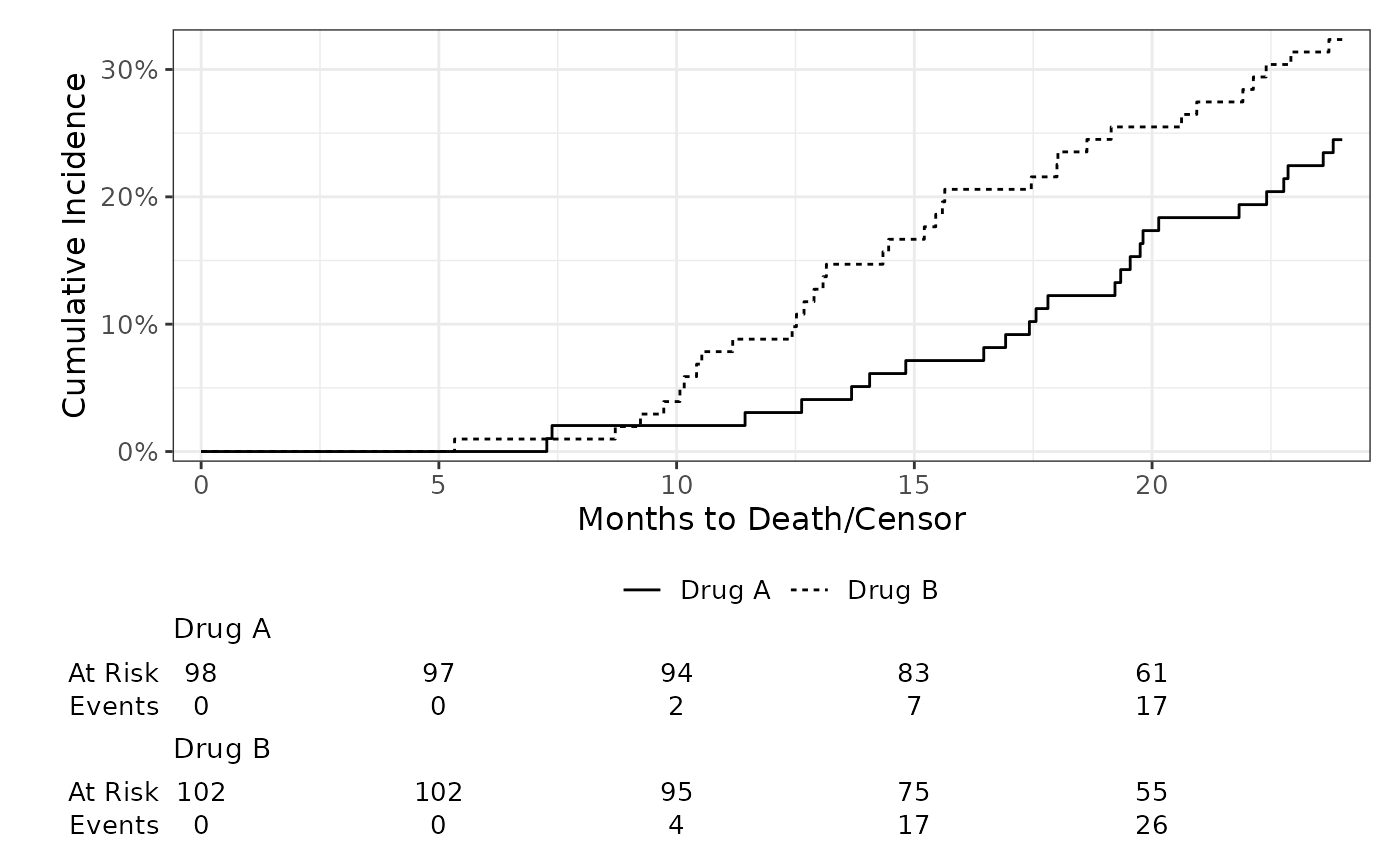 Cumulative Incidence
30%
20%
10%
0%
0 5 10 15 20
Months to Death/Censor
Drug A Drug B
Drug A
At Risk 98 97 94 83 61
Events 0 0 2 7 17
Drug B
At Risk 102 102 95 75 55
Events 0 0 4 17 26